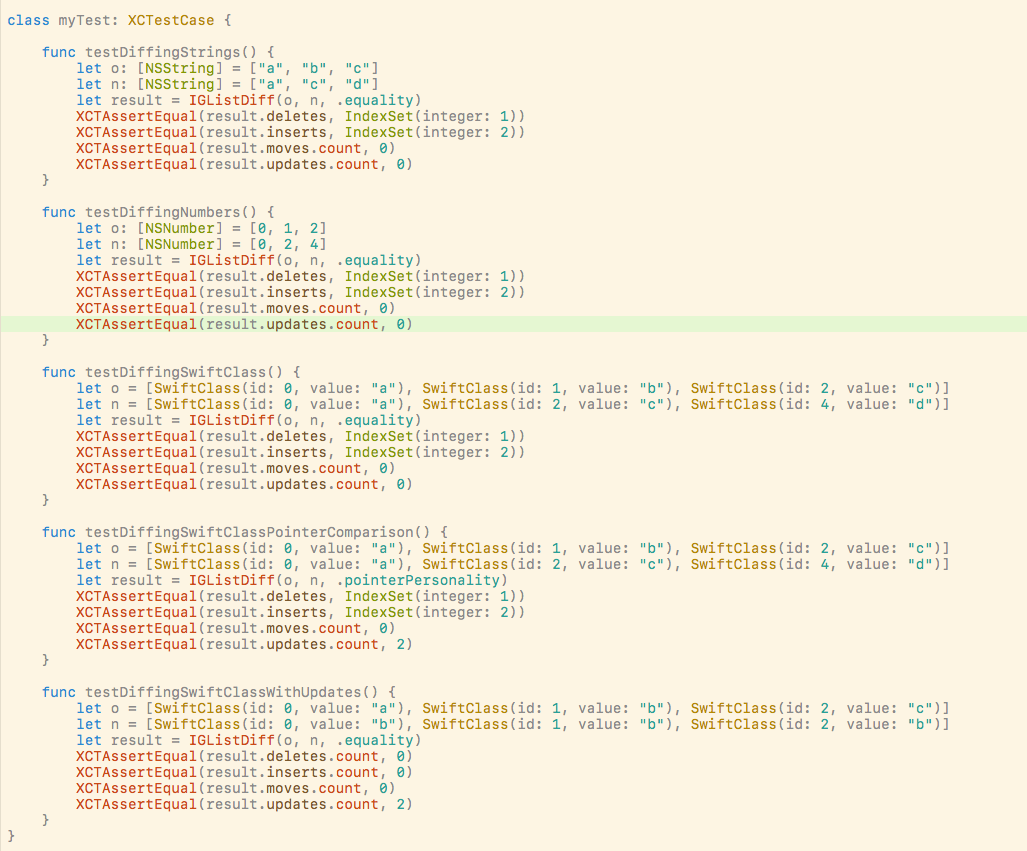 class myTest: XCTestCase {
func testDiffingStrings() {
let o: [NSString] = ["a", "b", "c"]
let n: [NSString] = ["a", "c", "d"]
let result = IGListDiff(o, n, .equality)
XCTAssertEqual(result.deletes, IndexSet(integer: 1))
XCTAssertEqual(result.inserts, IndexSet(integer: 2))
XCTAssertEqual(result.moves.count, 0)
XCTAssertEqual(result.updates.count, 0)
}
func testDiffingNumbers() {
let o: [NSNumber] = [0, 1, 2]
let n: [NSNumber] = [0, 2, 4]
let result = IGListDiff(o, n, .equality)
XCTAssertEqual(result.deletes, IndexSet(integer: 1))
XCTAssertEqual(result.inserts, IndexSet(integer: 2))
XCTAssertEqual(result.moves.count, 0)
XCTAssertEqual(result.updates.count, 0)
}
func testDiffingSwiftClass() {
let o = [SwiftClass(id: 0, value: "a"), SwiftClass(id: 1, value: "b"), SwiftClass(id: 2, value: "c")]
let n = [SwiftClass(id: 0, value: "a"), SwiftClass(id: 2, value: "c"), SwiftClass(id: 4, value: "d")]
let result = IGListDiff(o, n, .equality)
XCTAssertEqual(result.deletes, IndexSet(integer: 1))
XCTAssertEqual(result.inserts, IndexSet(integer: 2))
XCTAssertEqual(result.moves.count, 0)
XCTAssertEqual(result.updates.count, 0)
}
func testDiffingSwiftClassPointerComparison() {
let o = [SwiftClass(id: 0, value: "a"), SwiftClass(id: 1, value: "b"), SwiftClass(id: 2, value: "c")]
let n = [SwiftClass(id: 0, value: "a"), SwiftClass(id: 2, value: "c"), SwiftClass(id: 4, value: "d")]
let result = IGListDiff(o, n, .pointerPersonality)
XCTAssertEqual(result.deletes, IndexSet(integer: 1))
XCTAssertEqual(result.inserts, IndexSet(integer: 2))
XCTAssertEqual(result.moves.count, 0)
XCTAssertEqual(result.updates.count, 2)
}
func testDiffingSwiftClassWithUpdates() {
let o = [SwiftClass(id: 0, value: "a"), SwiftClass(id: 1, value: "b"), SwiftClass(id: 2, value: "c")]
let n = [SwiftClass(id: 0, value: "b"), SwiftClass(id: 1, value: "b"), SwiftClass(id: 2, value: "b")]
let result = IGListDiff(o, n, .equality)
XCTAssertEqual(result.deletes.count, 0)
XCTAssertEqual(result.inserts.count, 0)
XCTAssertEqual(result.moves.count, 0)
XCTAssertEqual(result.updates.count, 2)
}
}